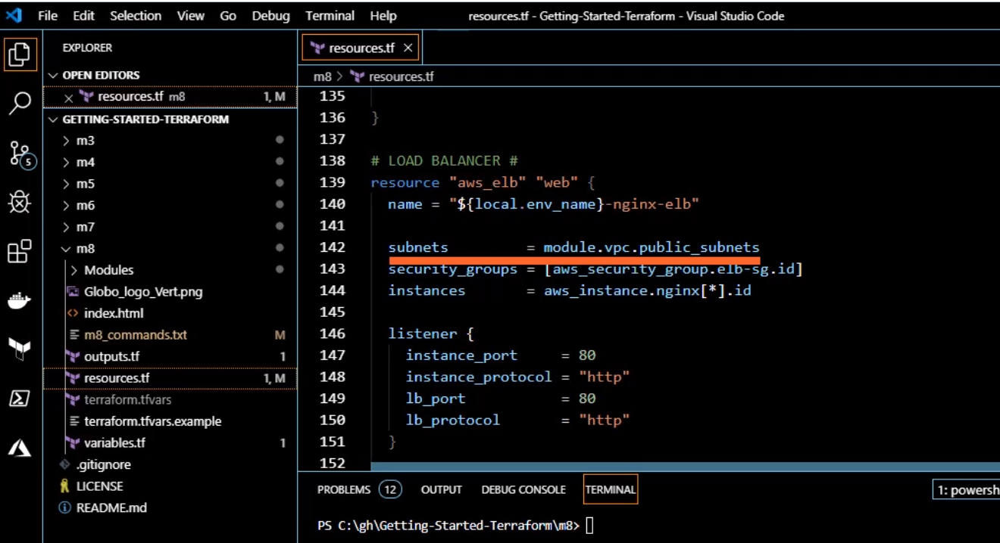 File Edit Selection View Go Debug Terminal Help resources.tf - Getting-Started-Terraform - Visual Studio Code
EXPLORER
OPEN EDITORS
resources.tf m8 1, M
GETTING-STARTED-TERRAFORM
m3
m4
m5
m6
m7
m8
Modules
Globo_logo_Vert.png
index.html
m8_commands.txt M
outputs.tf 1
resources.tf 1, M
terraform.tfvars
terraform.tfvars.example
variables.tf 1
.gitignore
LICENSE
README.md
5
resources.tf
m8 > resources.tf
135
136 }
137
138 # LOAD BALANCER #
139 resource "aws_elb" "web" {
140 name = "${local.env_name}-nginx-elb"
141
142 subnets = module.vpc.public_subnets
143 security_groups = [aws_security_group.elb-sg.id]
144 instances = aws_instance.nginx[*].id
145
146 listener {
147 instance_port = 80
148 instance_protocol = "http"
149 lb_port = 80
150 lb_protocol = "http"
151 }
152
PROBLEMS 12 OUTPUT DEBUG CONSOLE TERMINAL 1: powersh
PS C:\gh\Getting-Started-Terraform\m8>